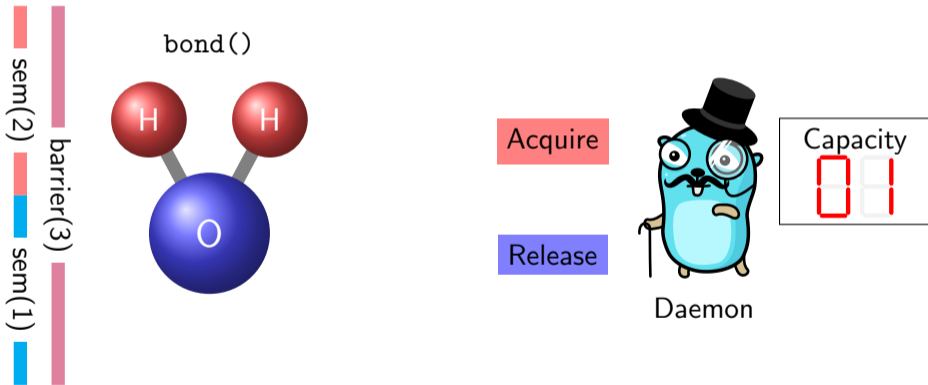 sem(2)
sem(1)
barrier(3)
bond()
H
H
O
Acquire
Release
Daemon
Capacity
01